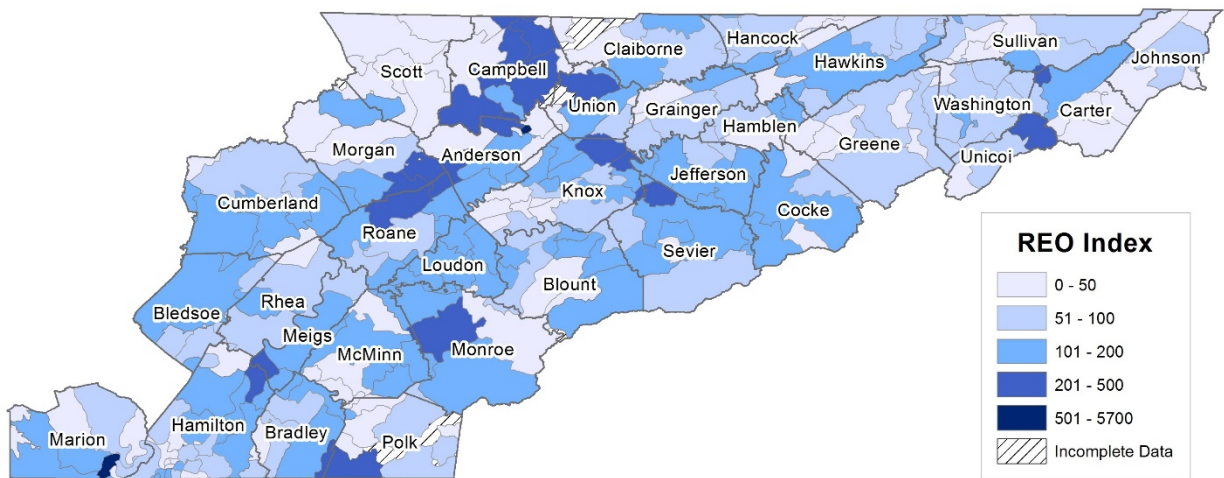 Scott
Campbell
Claiborne
Hancock
Hawkins
Sullivan
Johnson
Union
Grainger
Hamblen
Washington
Carter
Morgan
Anderson
Greene
Unicoi
Cumberland
Knox
Jefferson
Cocke
Roane
Loudon
Sevier
Blount
Bledsoe
Rhea
Meigs
McMinn
Monroe
Marion
Hamilton
Bradley
Polk
REO Index
0 - 50
51 - 100
101 - 200
201 - 500
501 - 5700
Incomplete Data